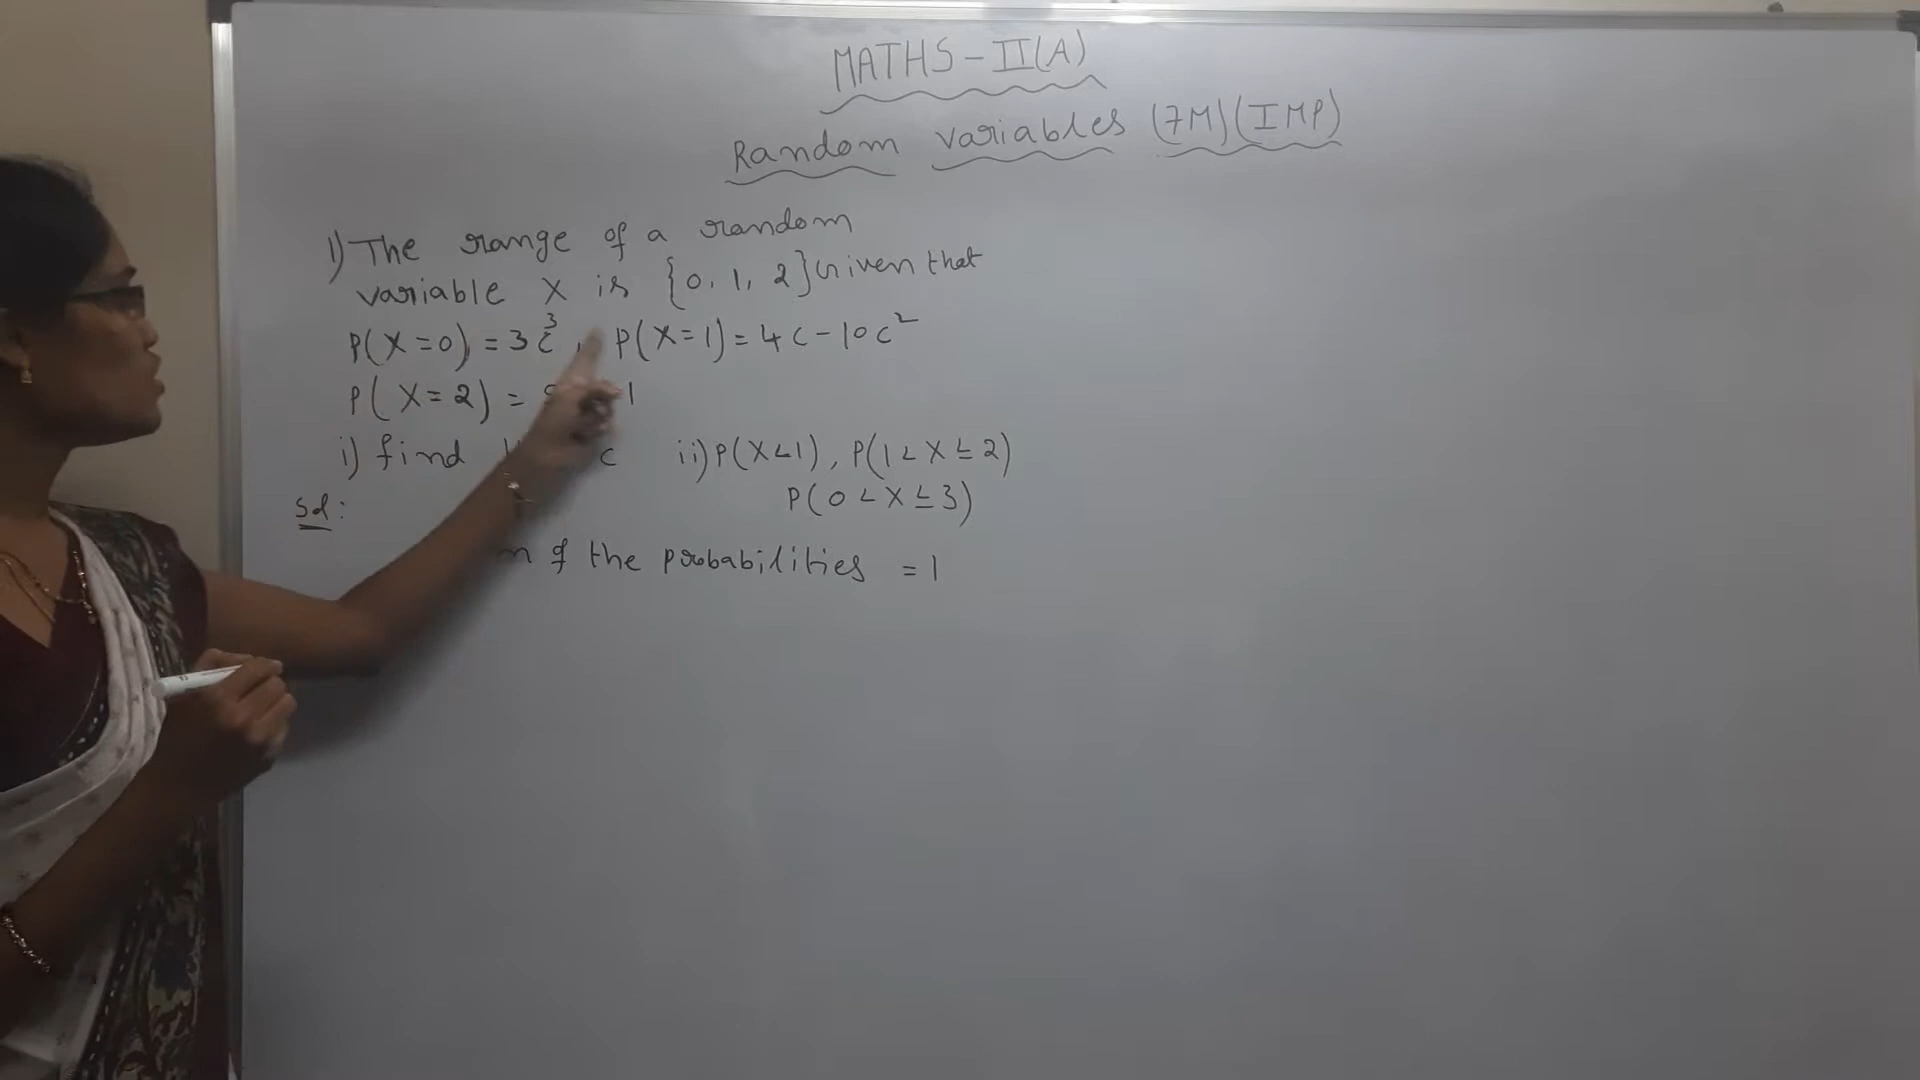 MATHS-II(A)
Random variables (7M)(IMP)
1) The range of a random
variable X is {0, 1, 2} Given that
P(X=0) = 3c³, P(X=1) = 4c-10c²
P(X=2) = 1
i) find c ii) P(X<1), P(1<X≤2)
P(0<X≤3)
Sol:
of the probabilities = 1